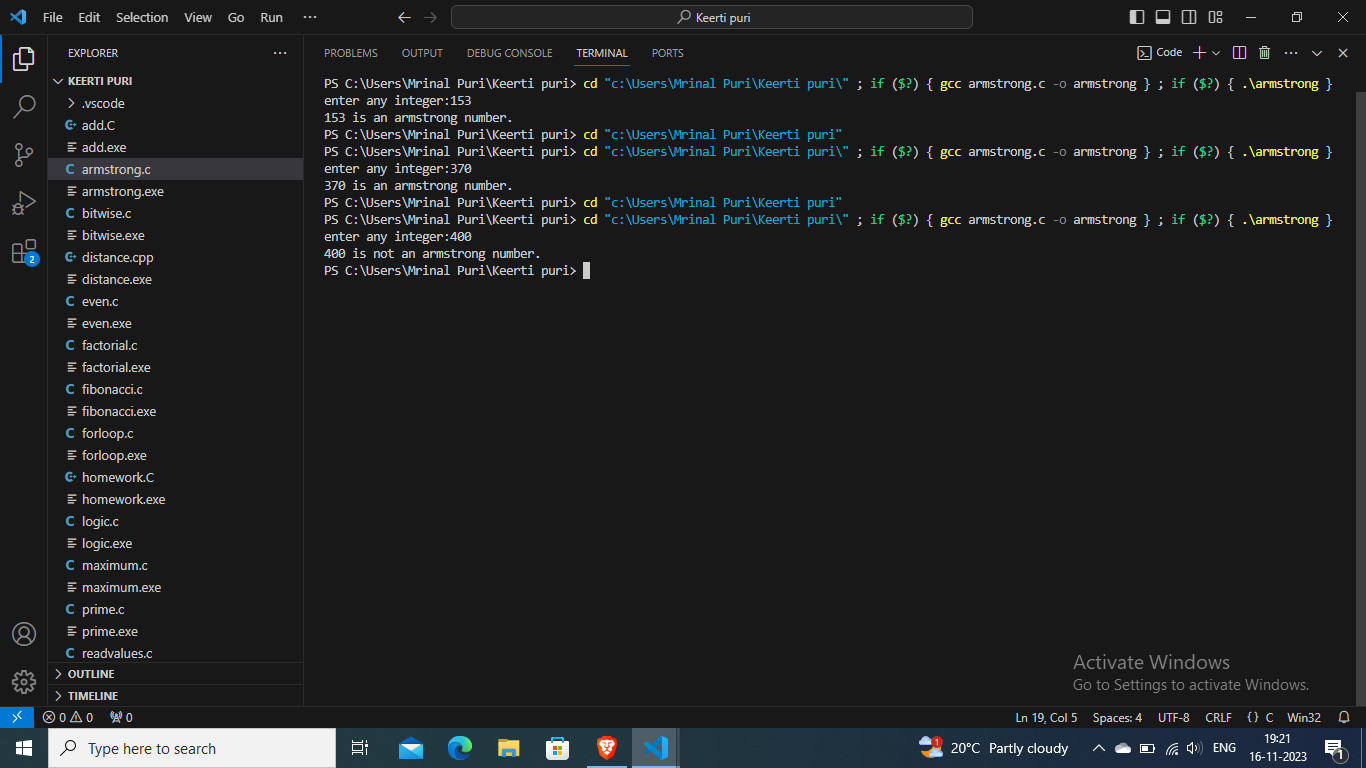 File Edit Selection View Go Run ···
Keerti puri
EXPLORER ···
KEERTI PURI
.vscode
add.C
add.exe
armstrong.c
armstrong.exe
bitwise.c
bitwise.exe
distance.cpp
distance.exe
even.c
even.exe
factorial.c
factorial.exe
fibonacci.c
fibonacci.exe
forloop.c
forloop.exe
homework.C
homework.exe
logic.c
logic.exe
maximum.c
maximum.exe
prime.c
prime.exe
readvalues.c
OUTLINE
TIMELINE
2
PROBLEMS OUTPUT DEBUG CONSOLE TERMINAL PORTS
Code
PS C:\Users\Mrinal Puri\Keerti puri> cd "c:\Users\Mrinal Puri\Keerti puri\" ; if ($?) { gcc armstrong.c -o armstrong } ; if ($?) { .\armstrong }
enter any integer:153
153 is an armstrong number.
PS C:\Users\Mrinal Puri\Keerti puri> cd "c:\Users\Mrinal Puri\Keerti puri"
PS C:\Users\Mrinal Puri\Keerti puri> cd "c:\Users\Mrinal Puri\Keerti puri\" ; if ($?) { gcc armstrong.c -o armstrong } ; if ($?) { .\armstrong }
enter any integer:370
370 is an armstrong number.
PS C:\Users\Mrinal Puri\Keerti puri> cd "c:\Users\Mrinal Puri\Keerti puri"
PS C:\Users\Mrinal Puri\Keerti puri> cd "c:\Users\Mrinal Puri\Keerti puri\" ; if ($?) { gcc armstrong.c -o armstrong } ; if ($?) { .\armstrong }
enter any integer:400
400 is not an armstrong number.
PS C:\Users\Mrinal Puri\Keerti puri>
Activate Windows
Go to Settings to activate Windows.
0 0 0
Ln 19, Col 5 Spaces: 4 UTF-8 CRLF {} C Win32
Type here to search
1
20°C Partly cloudy
ENG
19:21
16-11-2023
1